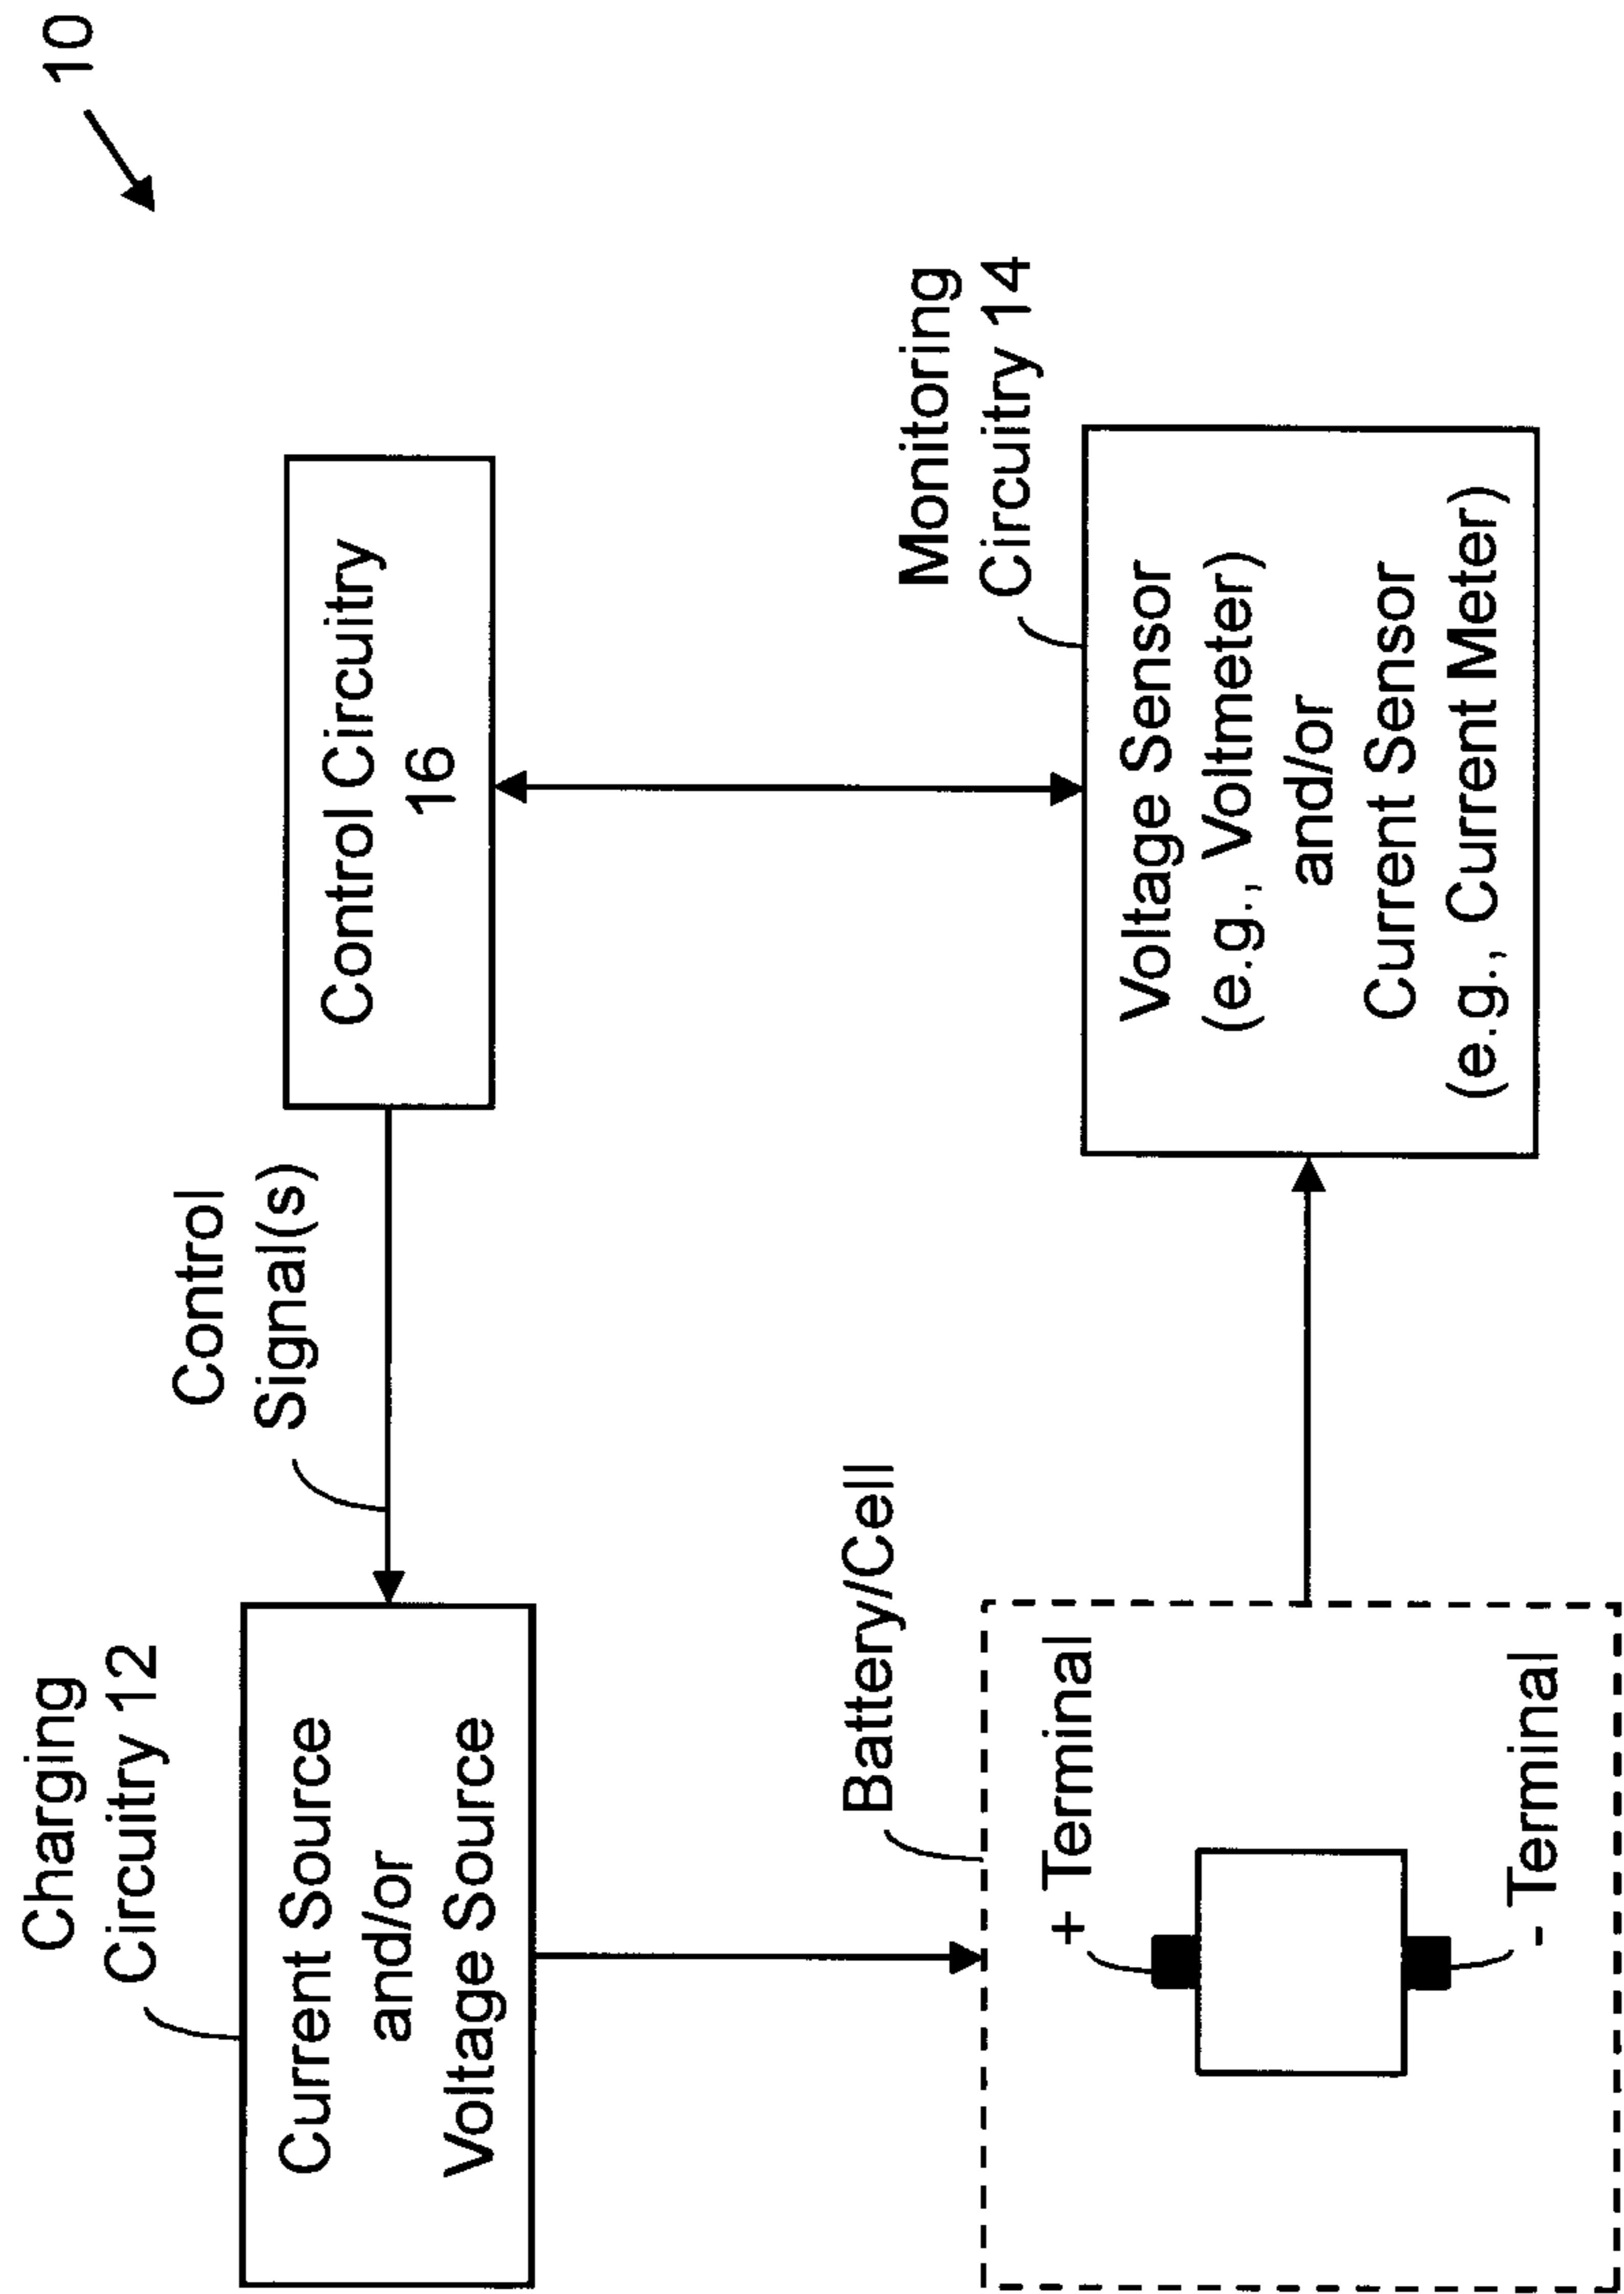 10
Charging
Circuitry 12
Current Source
and/or
Voltage Source
Control
Signal(s)
Control Circuitry
16
Battery/Cell
+ Terminal
- Terminal
Monitoring
Circuitry 14
Voltage Sensor
(e.g., Voltmeter)
and/or
Current Sensor
(e.g., Current Meter)